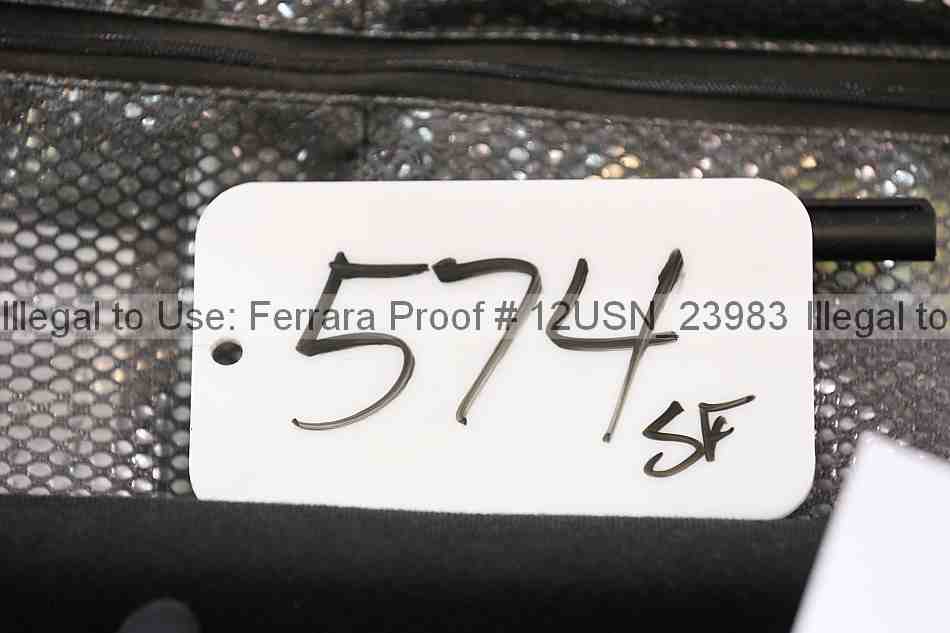 574
Illegal to Use: Ferrara Proof # 12USN_23983 Illegal to
SF